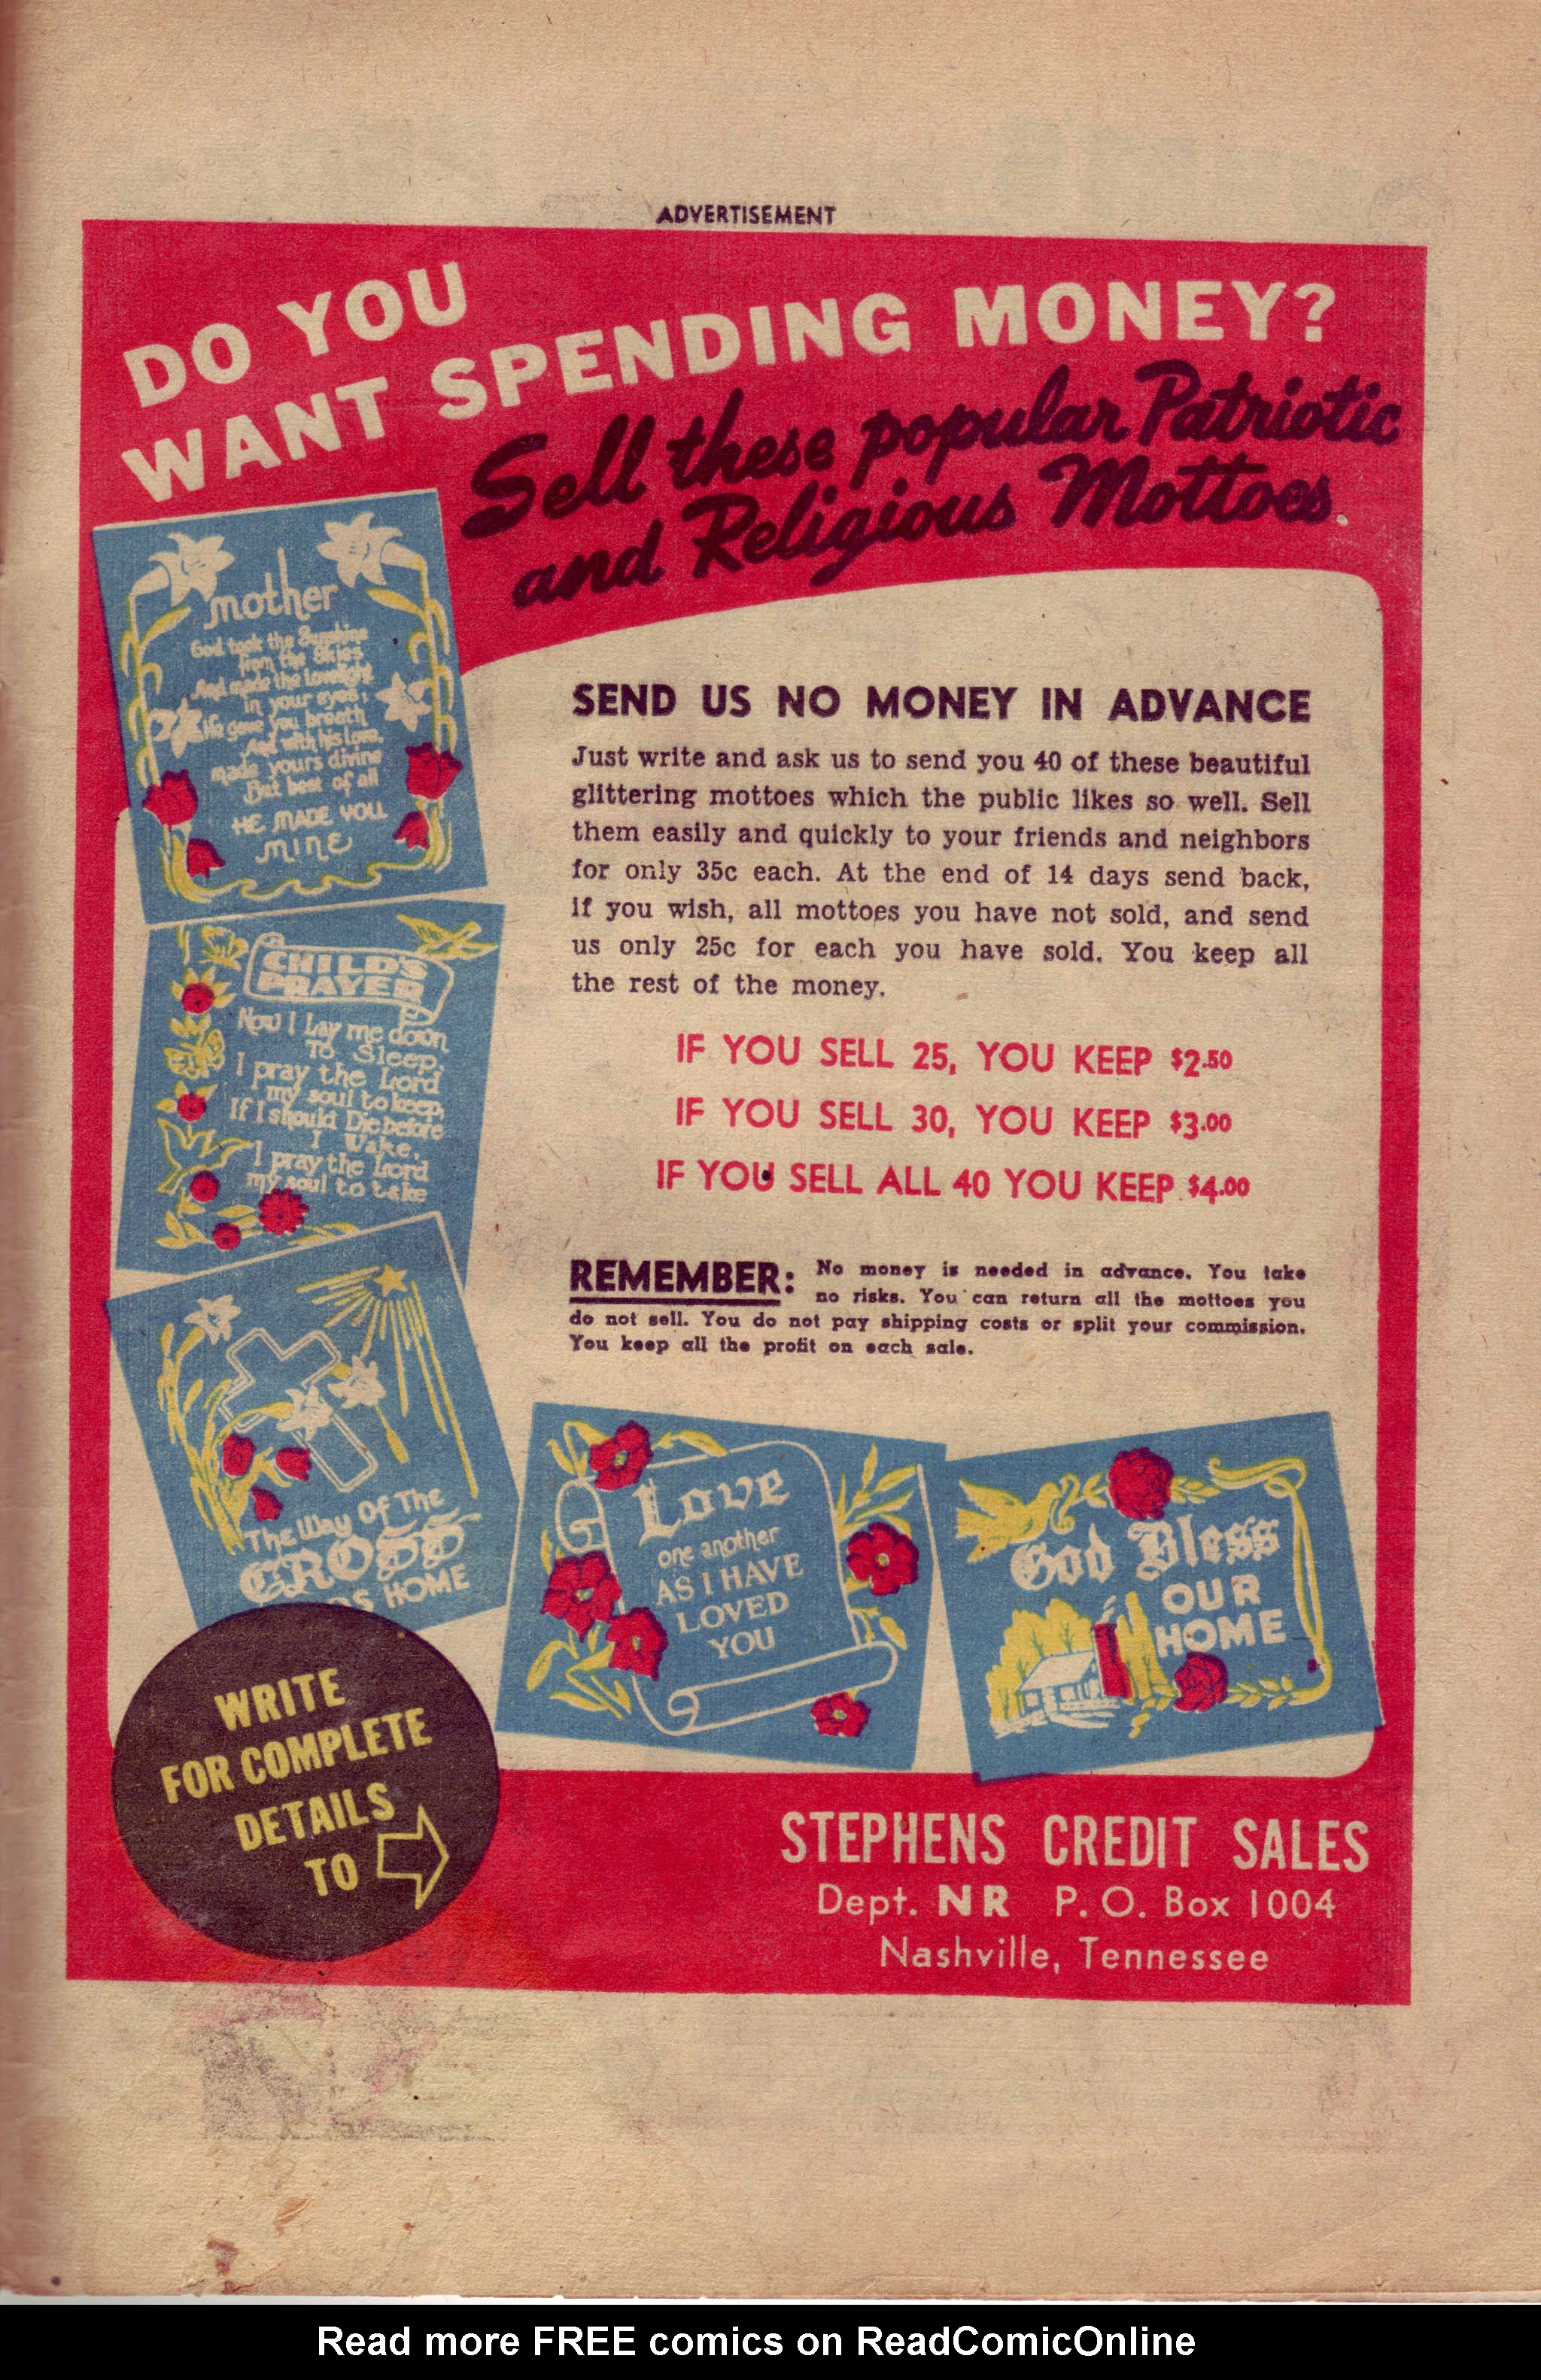 ADVERTISEMENT
DO YOU
WANT SPENDING MONEY?
Sell these popular Patriotic
and Religious Mottoes.
mother
God took the Sunshine
from the Skies
And made the Lovelight
In your eyes;
He gave you breath
And with his Love,
made yours divine
But best of all
HE MADE YOU
MINE
CHILD'S
PRAYER
Now I Lay me down
To Sleep,
I pray the Lord
my soul to keep,
If I should Die before
I Wake,
I pray the Lord
my soul to take
The Way Of The
CROSS
HOME
SEND US NO MONEY IN ADVANCE
Just write and ask us to send you 40 of these beautiful
glittering mottoes which the public likes so well. Sell
them easily and quickly to your friends and neighbors
for only 35c each. At the end of 14 days send back,
if you wish, all mottoes you have not sold, and send
us only 25c for each you have sold. You keep all
the rest of the money.
IF YOU SELL 25, YOU KEEP $2.50
IF YOU SELL 30, YOU KEEP $3.00
IF YOU SELL ALL 40 YOU KEEP $4.00
REMEMBER: No money is needed in advance. You take
no risks. You can return all the mottoes you
do not sell. You do not pay shipping costs or split your commission.
You keep all the profit on each sale.
Love
one another
AS I HAVE
LOVED
YOU
God Bless
OUR
HOME
WRITE
FOR COMPLETE
DETAILS
TO
STEPHENS CREDIT SALES
Dept. NR P. O. Box 1004
Nashville, Tennessee
Read more FREE comics on ReadComicOnline